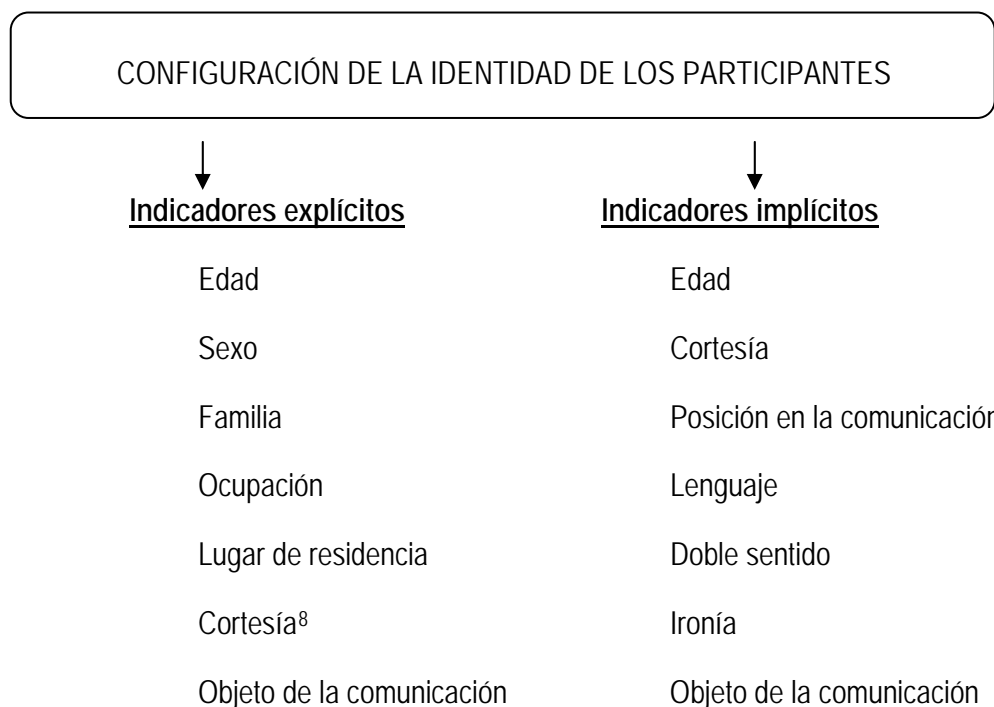 CONFIGURACIÓN DE LA IDENTIDAD DE LOS PARTICIPANTES
Indicadores explícitos
Edad
Sexo
Familia
Ocupación
Lugar de residencia
Cortesía⁸
Objeto de la comunicación
Indicadores implícitos
Edad
Cortesía
Posición en la comunicación
Lenguaje
Doble sentido
Ironía
Objeto de la comunicación